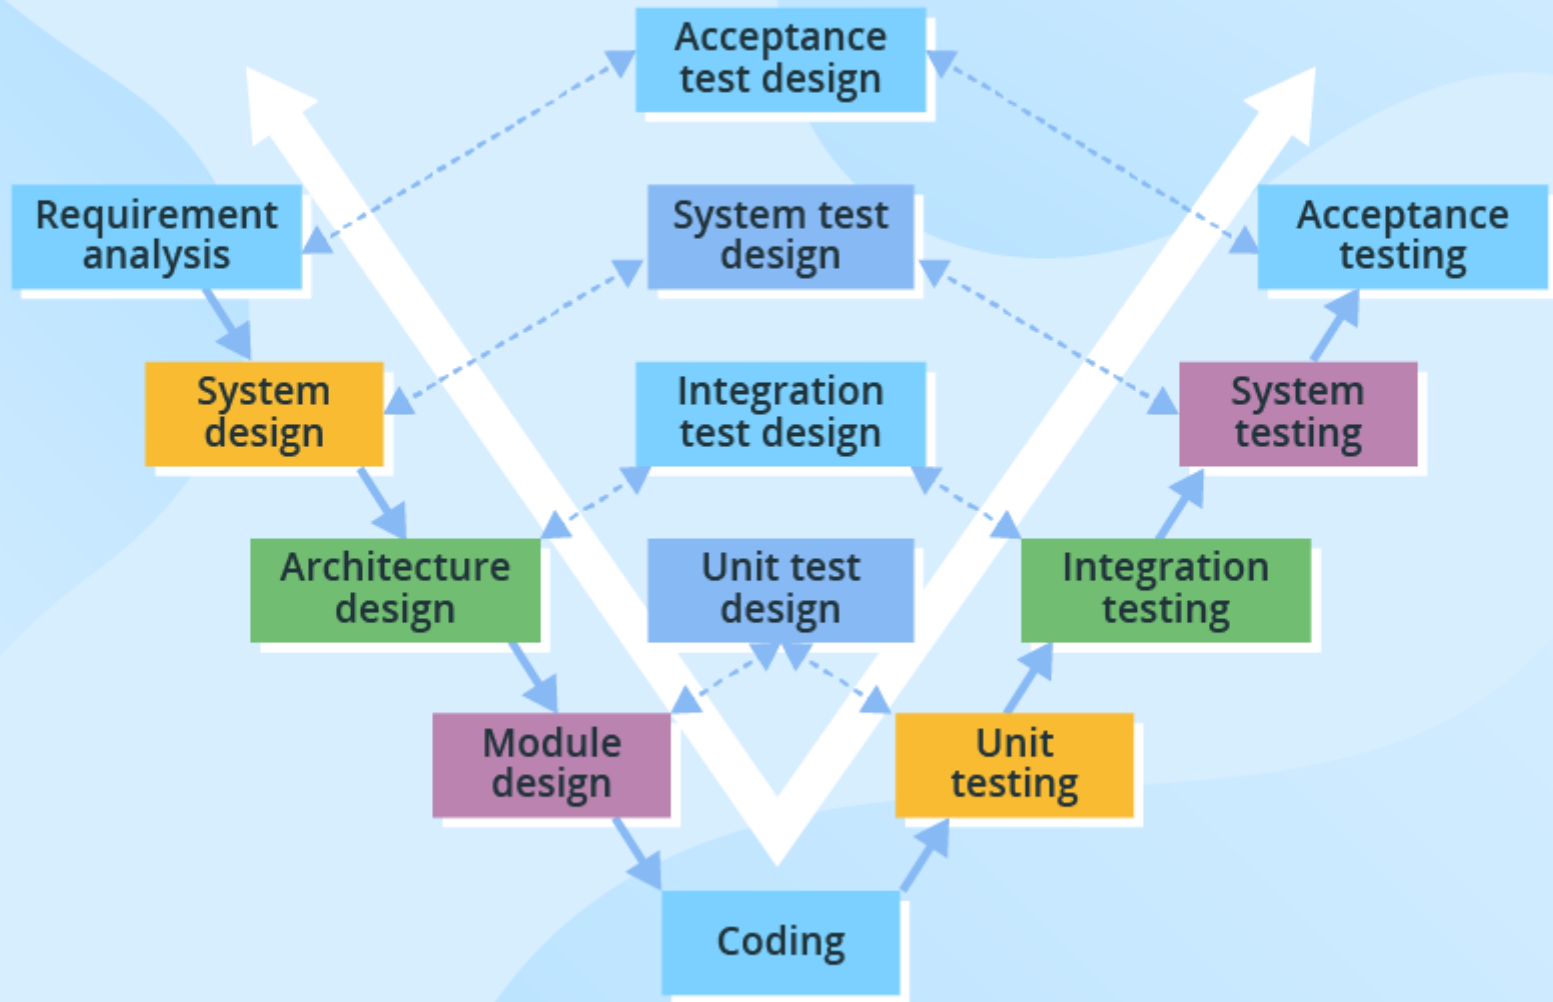 Acceptance
test design
Requirement
analysis
System test
design
Acceptance
testing
System
design
Integration
test design
System
testing
Architecture
design
Unit test
design
Integration
testing
Module
design
Unit
testing
Coding